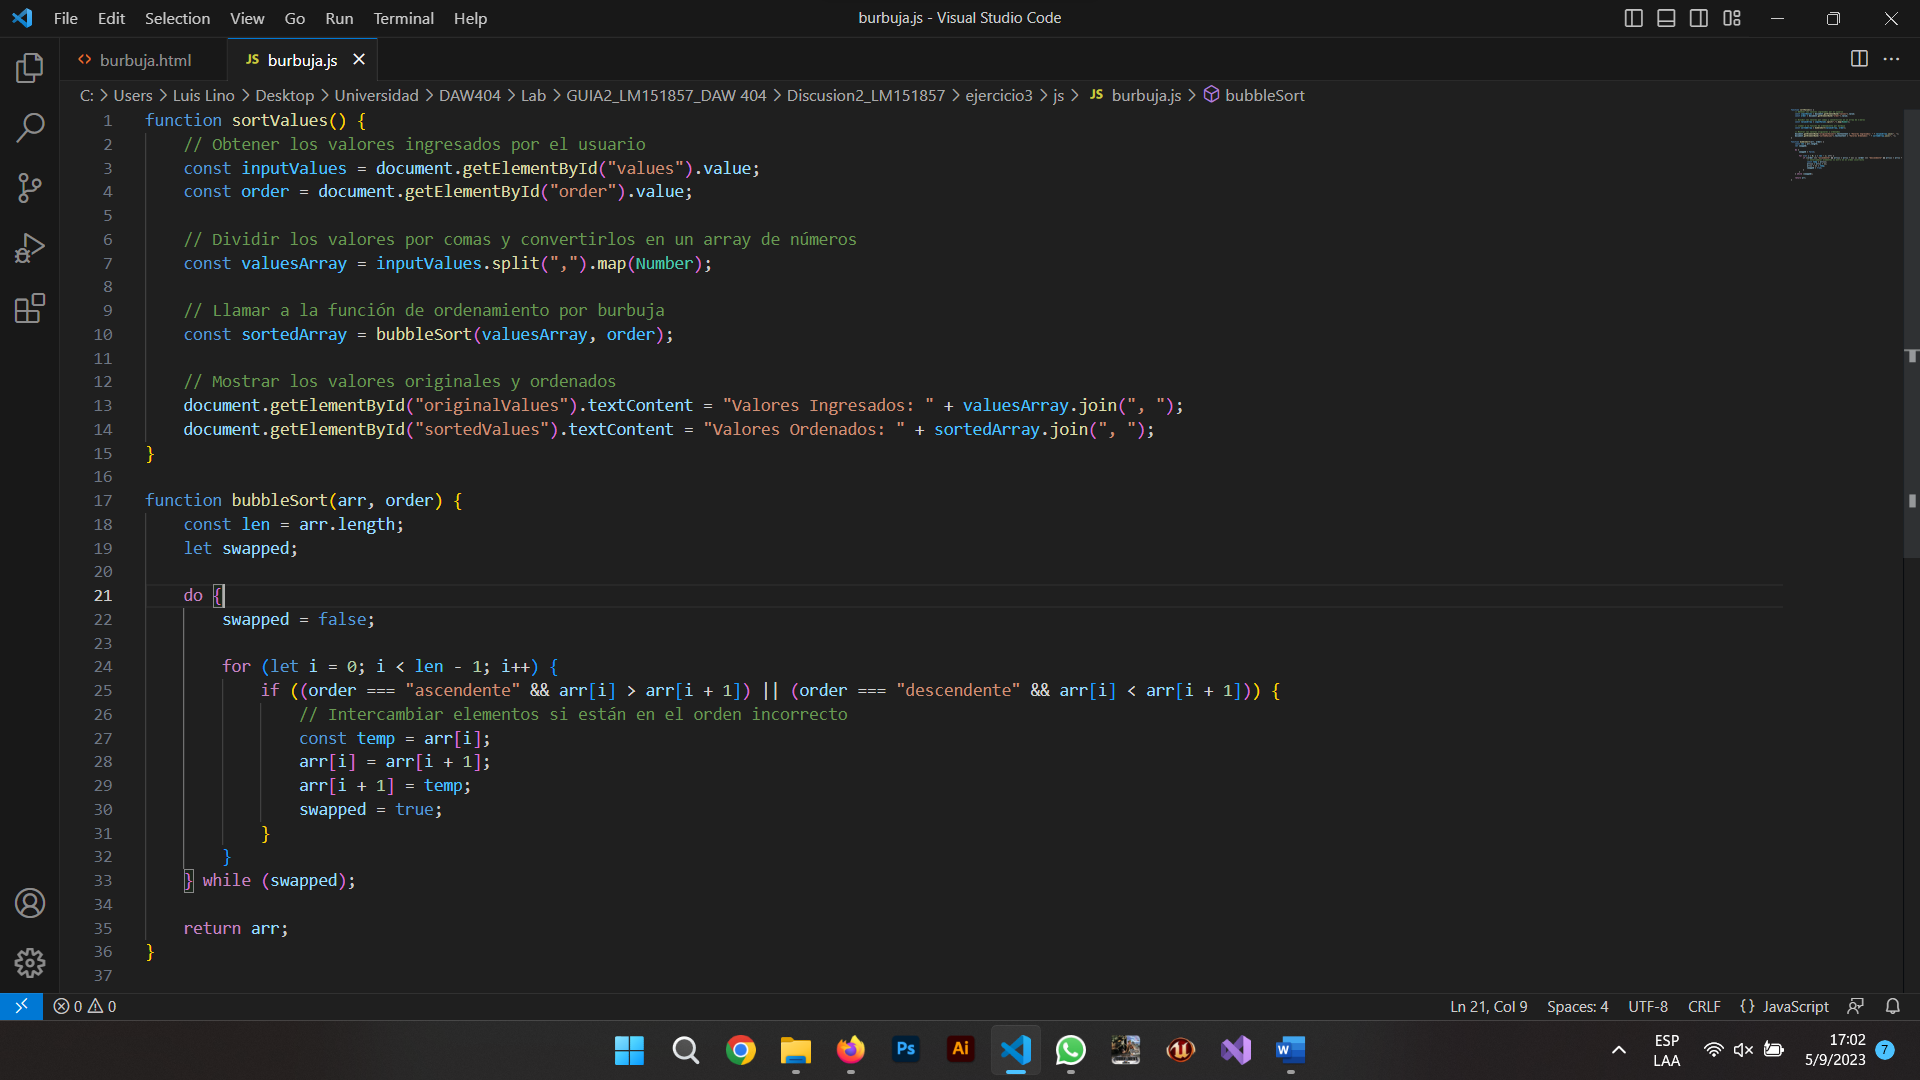 File Edit Selection View Go Run Terminal Help
burbuja.js - Visual Studio Code
burbuja.html
JS burbuja.js
C: > Users > Luis Lino > Desktop > Universidad > DAW404 > Lab > GUIA2_LM151857_DAW 404 > Discusion2_LM151857 > ejercicio3 > js > JS burbuja.js > bubbleSort
1 function sortValues() {
2 // Obtener los valores ingresados por el usuario
3 const inputValues = document.getElementById("values").value;
4 const order = document.getElementById("order").value;
5
6 // Dividir los valores por comas y convertirlos en un array de números
7 const valuesArray = inputValues.split(",").map(Number);
8
9 // Llamar a la función de ordenamiento por burbuja
10 const sortedArray = bubbleSort(valuesArray, order);
11
12 // Mostrar los valores originales y ordenados
13 document.getElementById("originalValues").textContent = "Valores Ingresados: " + valuesArray.join(", ");
14 document.getElementById("sortedValues").textContent = "Valores Ordenados: " + sortedArray.join(", ");
15 }
16
17 function bubbleSort(arr, order) {
18 const len = arr.length;
19 let swapped;
20
21 do {
22 swapped = false;
23
24 for (let i = 0; i < len - 1; i++) {
25 if ((order === "ascendente" && arr[i] > arr[i + 1]) || (order === "descendente" && arr[i] < arr[i + 1])) {
26 // Intercambiar elementos si están en el orden incorrecto
27 const temp = arr[i];
28 arr[i] = arr[i + 1];
29 arr[i + 1] = temp;
30 swapped = true;
31 }
32 }
33 } while (swapped);
34
35 return arr;
36 }
37
0 0
Ln 21, Col 9 Spaces: 4 UTF-8 CRLF {} JavaScript
Ps
Ai
W
ESP
LAA
17:02
5/9/2023
7